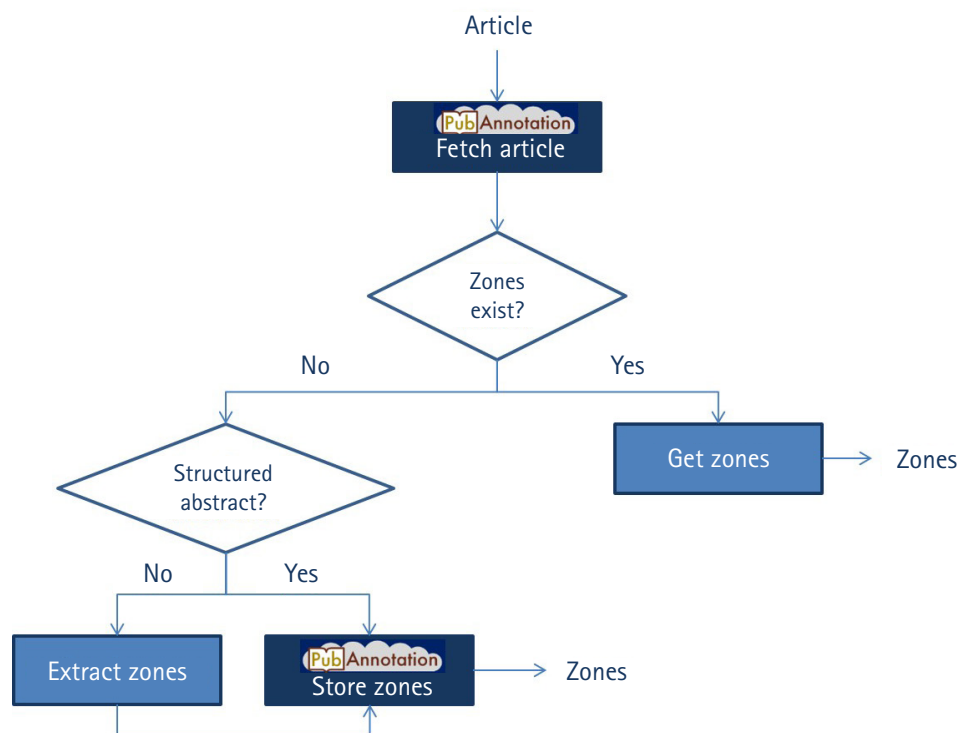 Article
PubAnnotation
Fetch article
Zones
exist?
No
Yes
Get zones
Zones
Structured
abstract?
No
Yes
Extract zones
PubAnnotation
Store zones
Zones